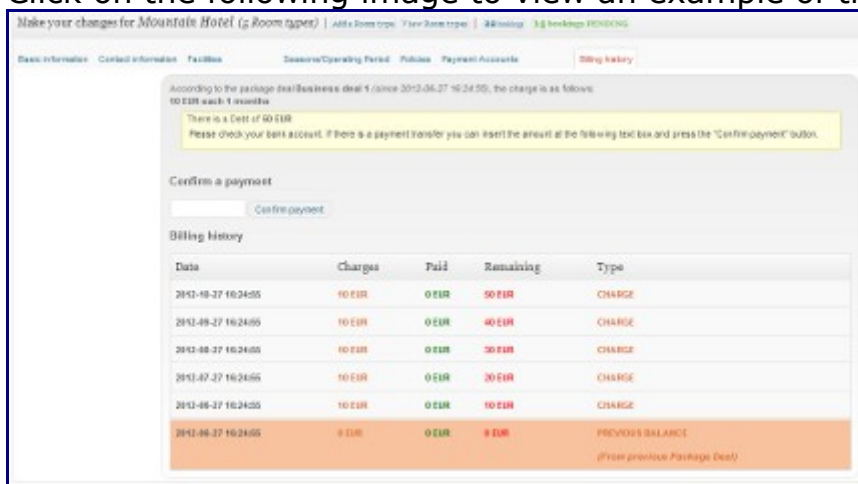 Click on the following image to view an example of t
Make your changes for Mountain Hotel (5 Room types) | Add a Room type View Room types | bookings PENDING
Basic information Contact information Facilities Seasons/Operating Period Policies Payment Accounts Billing history
According to the package deal Business deal 1 (since 2012-06-27 16:24:55), the charge is as follows:
10 EUR each 1 months
There is a Debt of 50 EUR
Please check your bank account. If there is a payment transfer you can insert the amount at the following text box and press the "Confirm payment" button.
Confirm a payment
Confirm payment
Billing history
Date Charges Paid Remaining Type
2012-10-27 16:24:55 10 EUR 0 EUR 50 EUR CHARGE
2012-09-27 16:24:55 10 EUR 0 EUR 40 EUR CHARGE
2012-08-27 16:24:55 10 EUR 0 EUR 30 EUR CHARGE
2012-07-27 16:24:55 10 EUR 0 EUR 20 EUR CHARGE
2012-06-27 16:24:55 10 EUR 0 EUR 10 EUR CHARGE
2012-06-27 16:24:55 0 EUR 0 EUR 0 EUR PREVIOUS BALANCE
(From previous Package Deal)